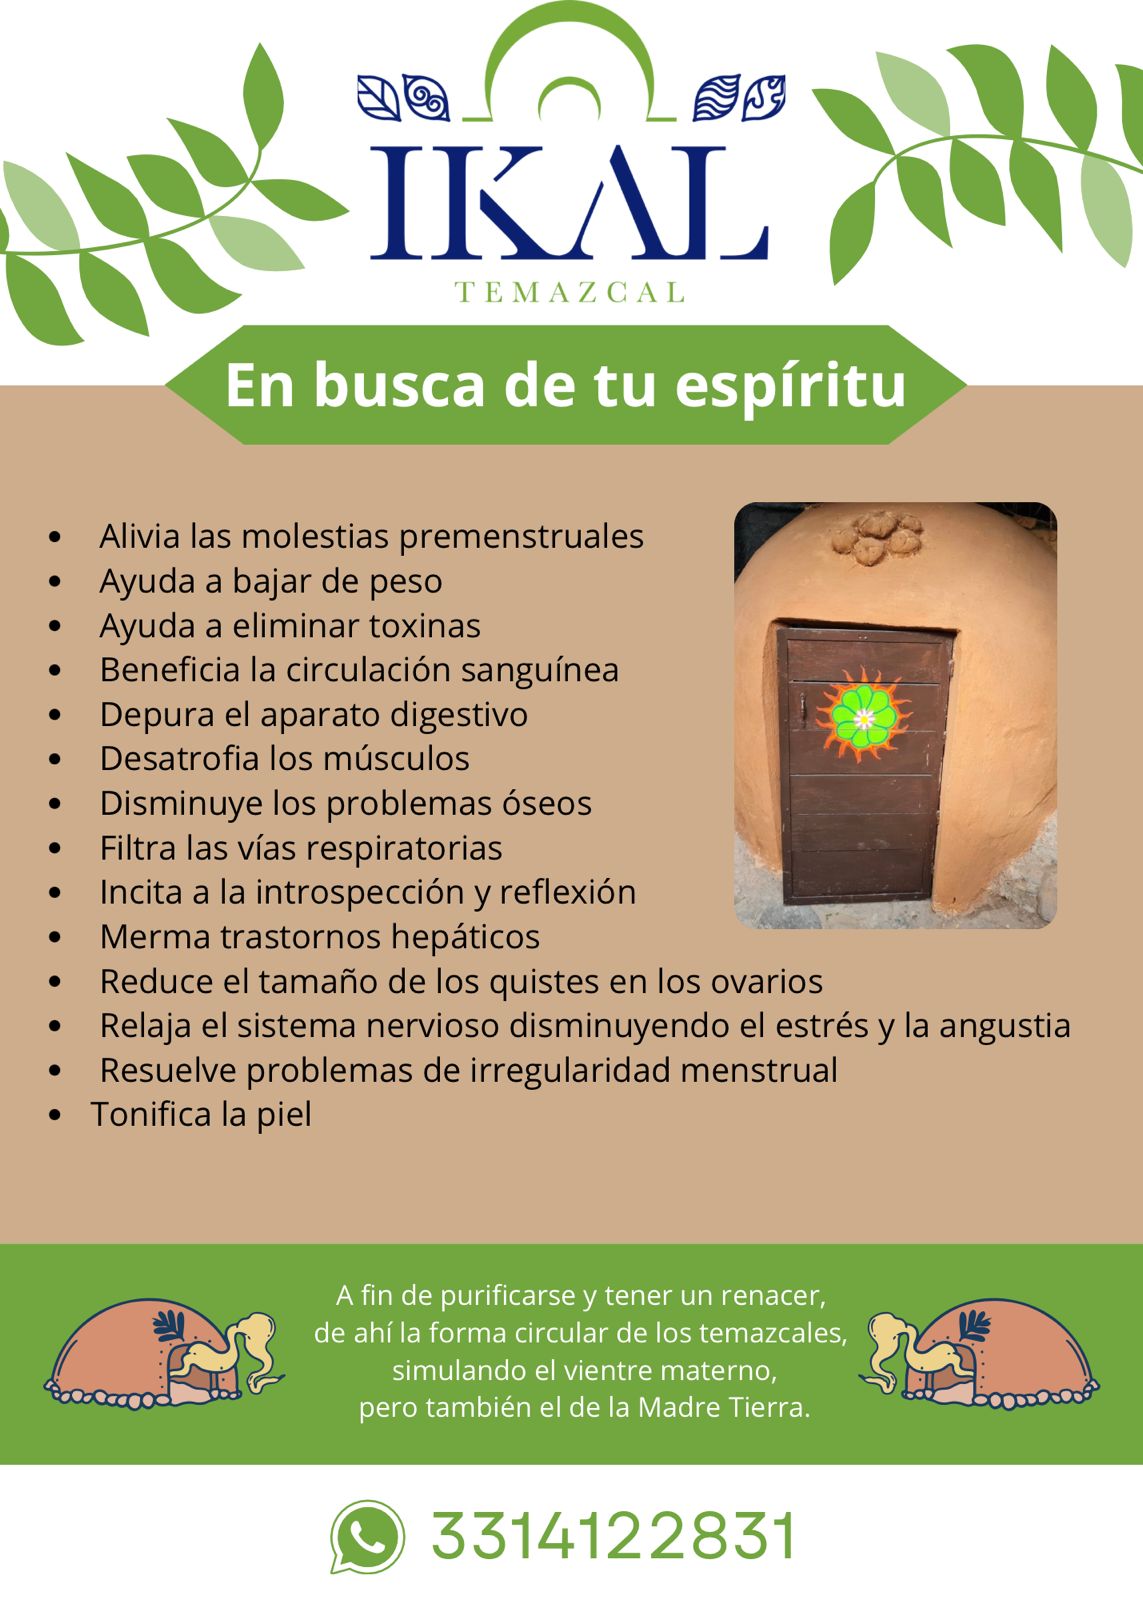 IKAL
TEMAZCAL
En busca de tu espíritu
• Alivia las molestias premenstruales
• Ayuda a bajar de peso
• Ayuda a eliminar toxinas
• Beneficia la circulación sanguínea
• Depura el aparato digestivo
• Desatrofia los músculos
• Disminuye los problemas óseos
• Filtra las vías respiratorias
• Incita a la introspección y reflexión
• Merma trastornos hepáticos
• Reduce el tamaño de los quistes en los ovarios
• Relaja el sistema nervioso disminuyendo el estrés y la angustia
• Resuelve problemas de irregularidad menstrual
• Tonifica la piel
A fin de purificarse y tener un renacer,
de ahí la forma circular de los temazcales,
simulando el vientre materno,
pero también el de la Madre Tierra.
3314122831